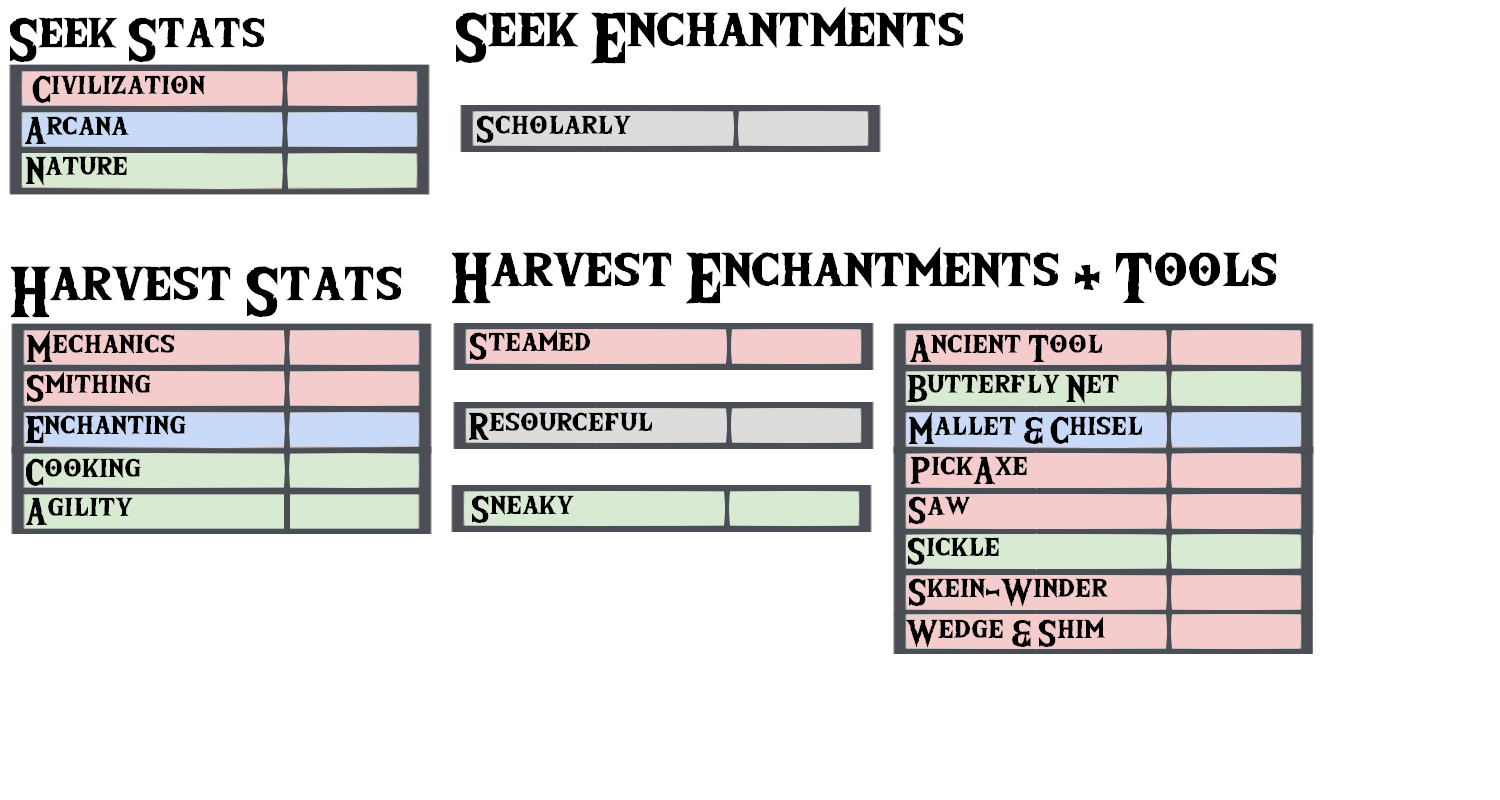 Seek Stats
Civilization
Arcana
Nature
Seek Enchantments
Scholarly
Harvest Stats
Mechanics
Smithing
Enchanting
Cooking
Agility
Harvest Enchantments + Tools
Steamed
Resourceful
Sneaky
Ancient Tool
Butterfly Net
Mallet & Chisel
PickAxe
Saw
Sickle
Skein-Winder
Wedge & Shim